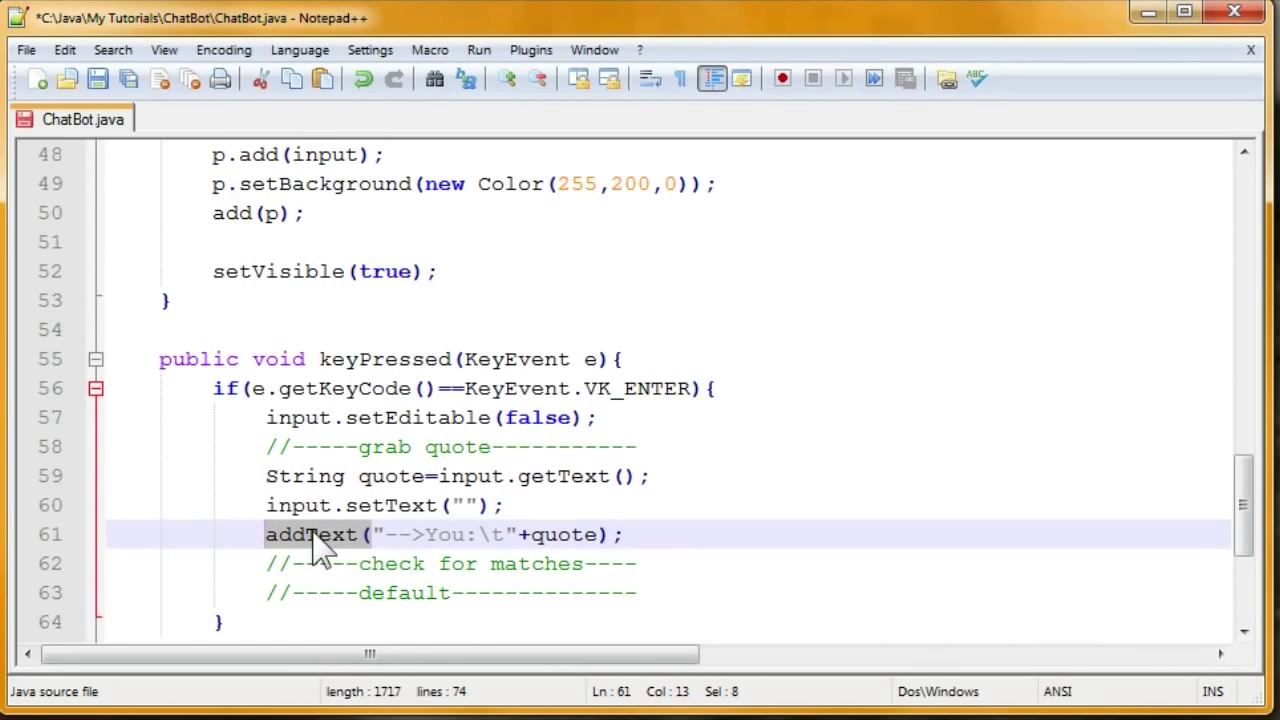 *C:\Java\My Tutorials\ChatBot\ChatBot.java - Notepad++
File Edit Search View Encoding Language Settings Macro Run Plugins Window ? X
ChatBot.java
48 p.add(input);
49 p.setBackground(new Color(255,200,0));
50 add(p);
51
52 setVisible(true);
53 }
54
55 public void keyPressed(KeyEvent e){
56 if(e.getKeyCode()==KeyEvent.VK_ENTER){
57 input.setEditable(false);
58 //-----grab quote-----------
59 String quote=input.getText();
60 input.setText("");
61 addText("-->You:\t"+quote);
62 //-----check for matches----
63 //-----default--------------
64 }
Java source file length : 1717 lines : 74 Ln : 61 Col : 13 Sel : 8 Dos\Windows ANSI INS